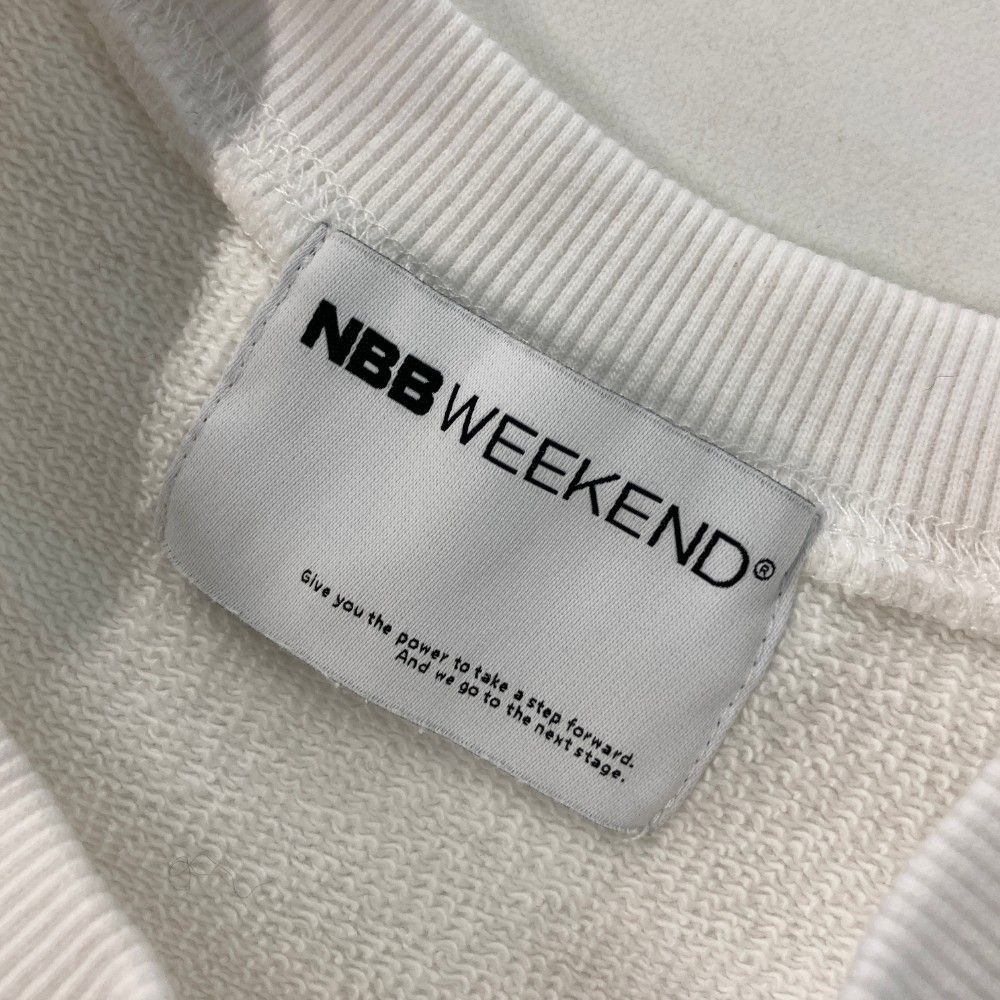 NBBWEEKEND®
Give you the power to take a step forward.
And we go to the next stage.